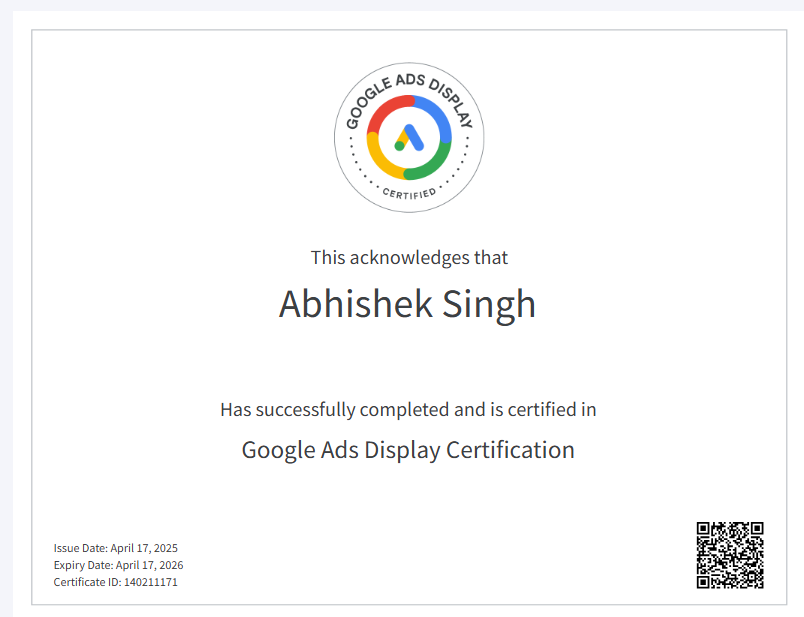 GOOGLE ADS DISPLAY
CERTIFIED
This acknowledges that
Abhishek Singh
Has successfully completed and is certified in
Google Ads Display Certification
Issue Date: April 17, 2025
Expiry Date: April 17, 2026
Certificate ID: 140211171